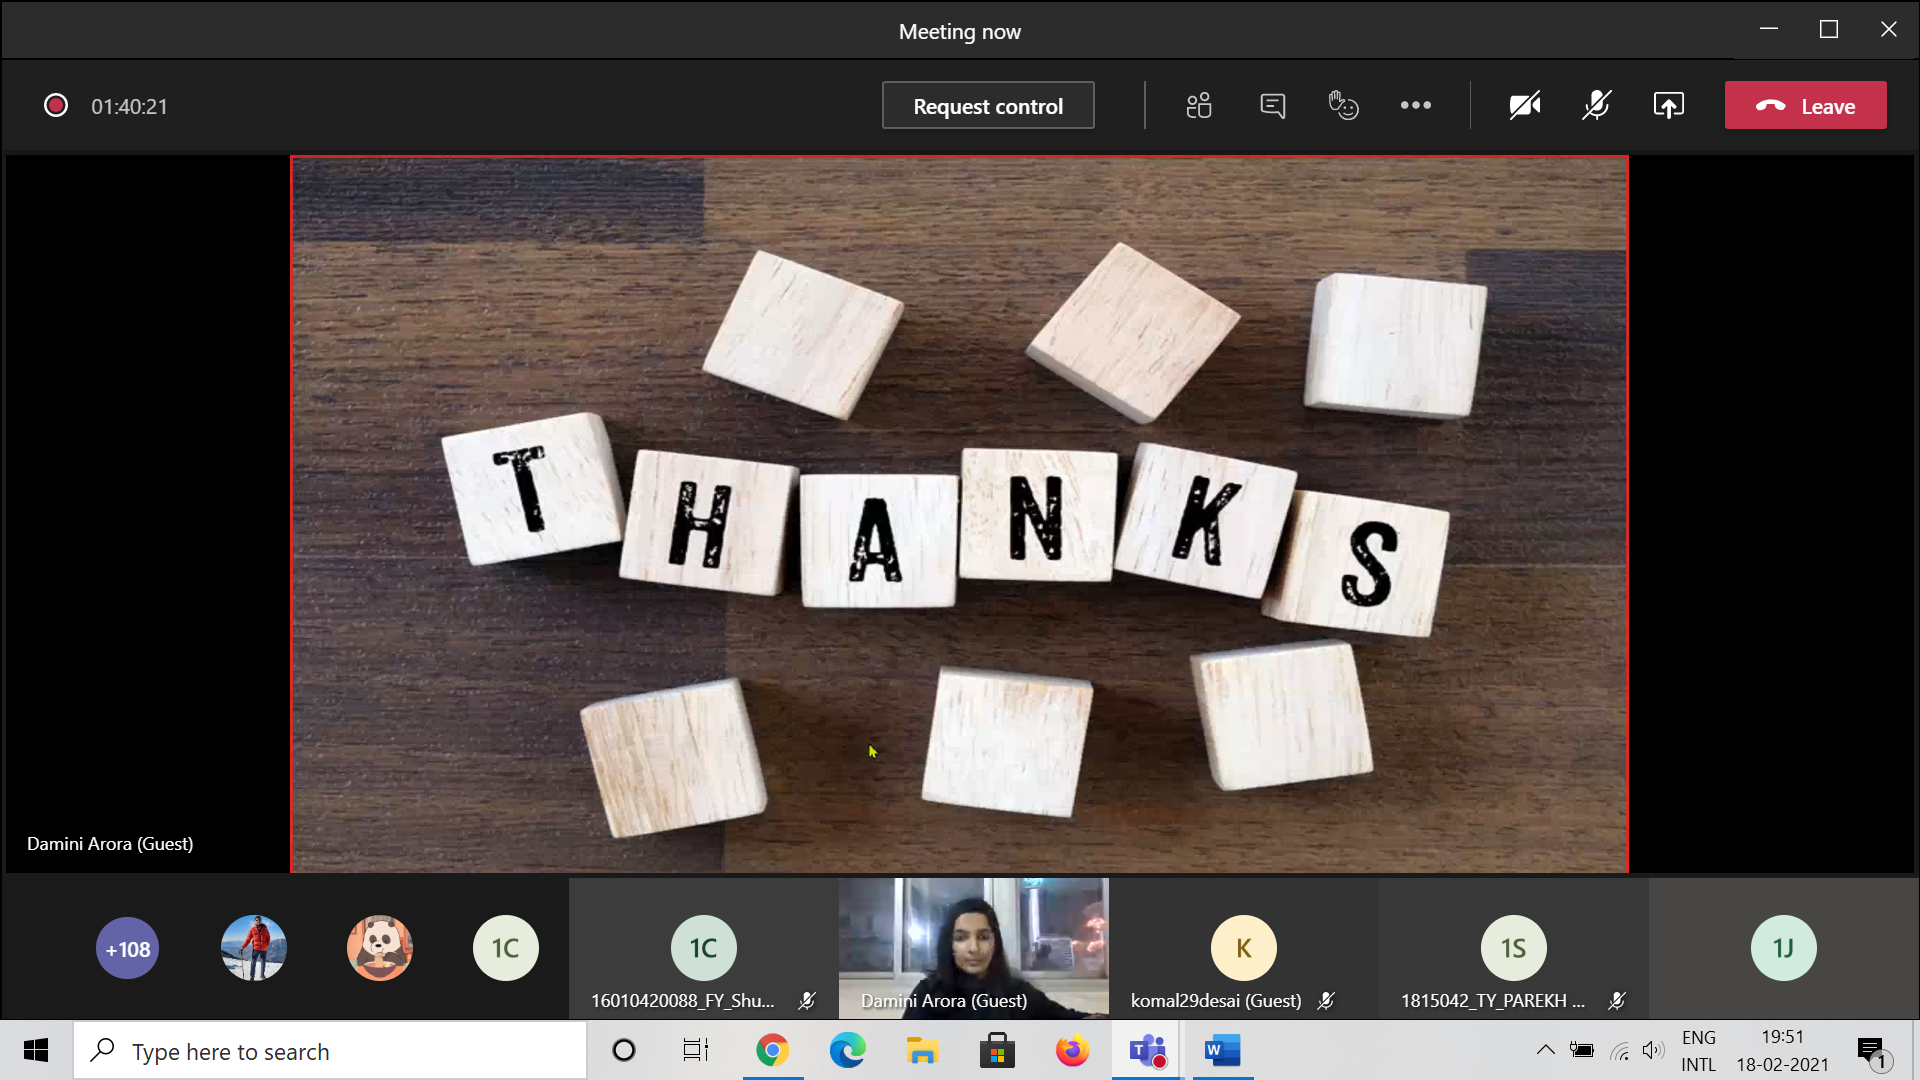 Meeting now
01:40:21
Request control
Leave
THANKS
Damini Arora (Guest)
+108
1C
1C
K
1S
1J
16010420088_FY_Shu...
Damini Arora (Guest)
komal29desai (Guest)
1815042_TY_PAREKH ...
Type here to search
T
W
ENG
INTL
19:51
18-02-2021
1